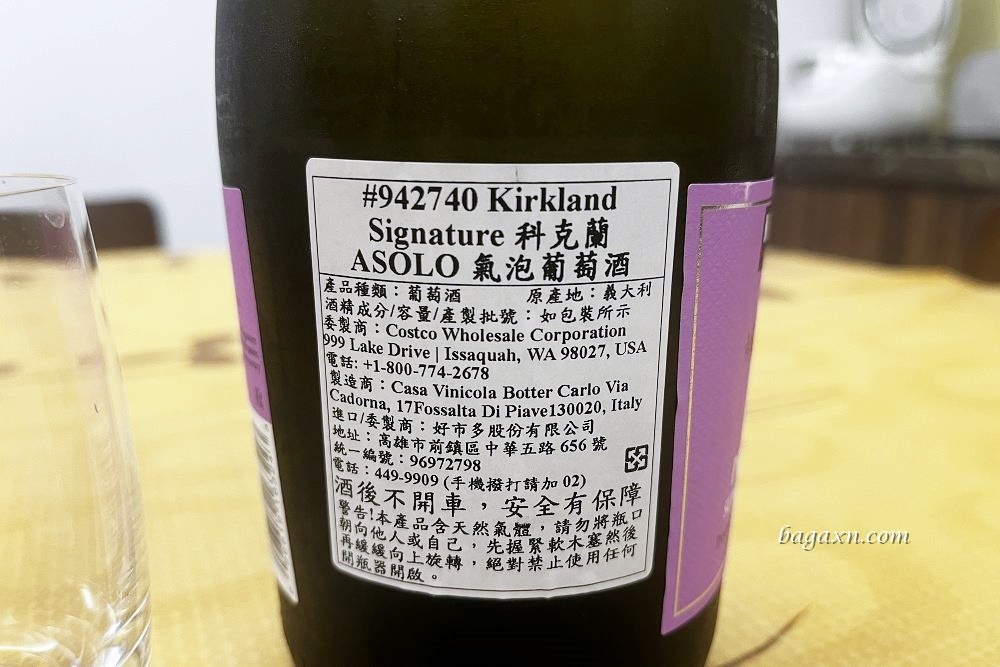 #942740 Kirkland
Signature 科克蘭
ASOLO 氣泡葡萄酒
產品種類：葡萄酒 原產地：義大利
酒精成分/容量/產製批號：如包裝所示
委製商：Costco Wholesale Corporation
999 Lake Drive | Issaquah, WA 98027, USA
電話: +1-800-774-2678
製造商：Casa Vinicola Botter Carlo Via
Cadorna, 17Fossalta Di Piave130020, Italy
進口/委製商：好市多股份有限公司
地址：高雄市前鎮區中華五路 656 號
統一編號：96972798
電話：449-9909 (手機撥打請加 02)
酒後不開車，安全有保障
警告!本產品含天然氣體，請勿將瓶口
朝向他人或自己，先握緊軟木塞然後
再緩緩向上旋轉，絕對禁止使用任何
開瓶器開啟。
bagaxn.com